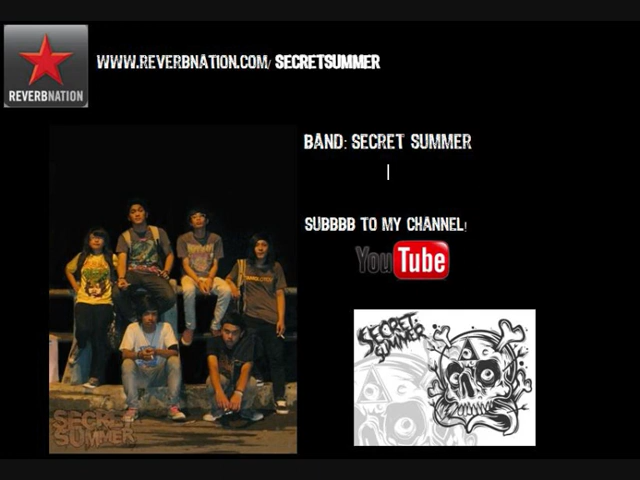 REVERBNATION
WWW.REVERBNATION.COM/ SECRETSUMMER
BAND: SECRET SUMMER
SUBBBB TO MY CHANNEL!
YouTube
SECRET
SUMMER
SECRET
SUMMER